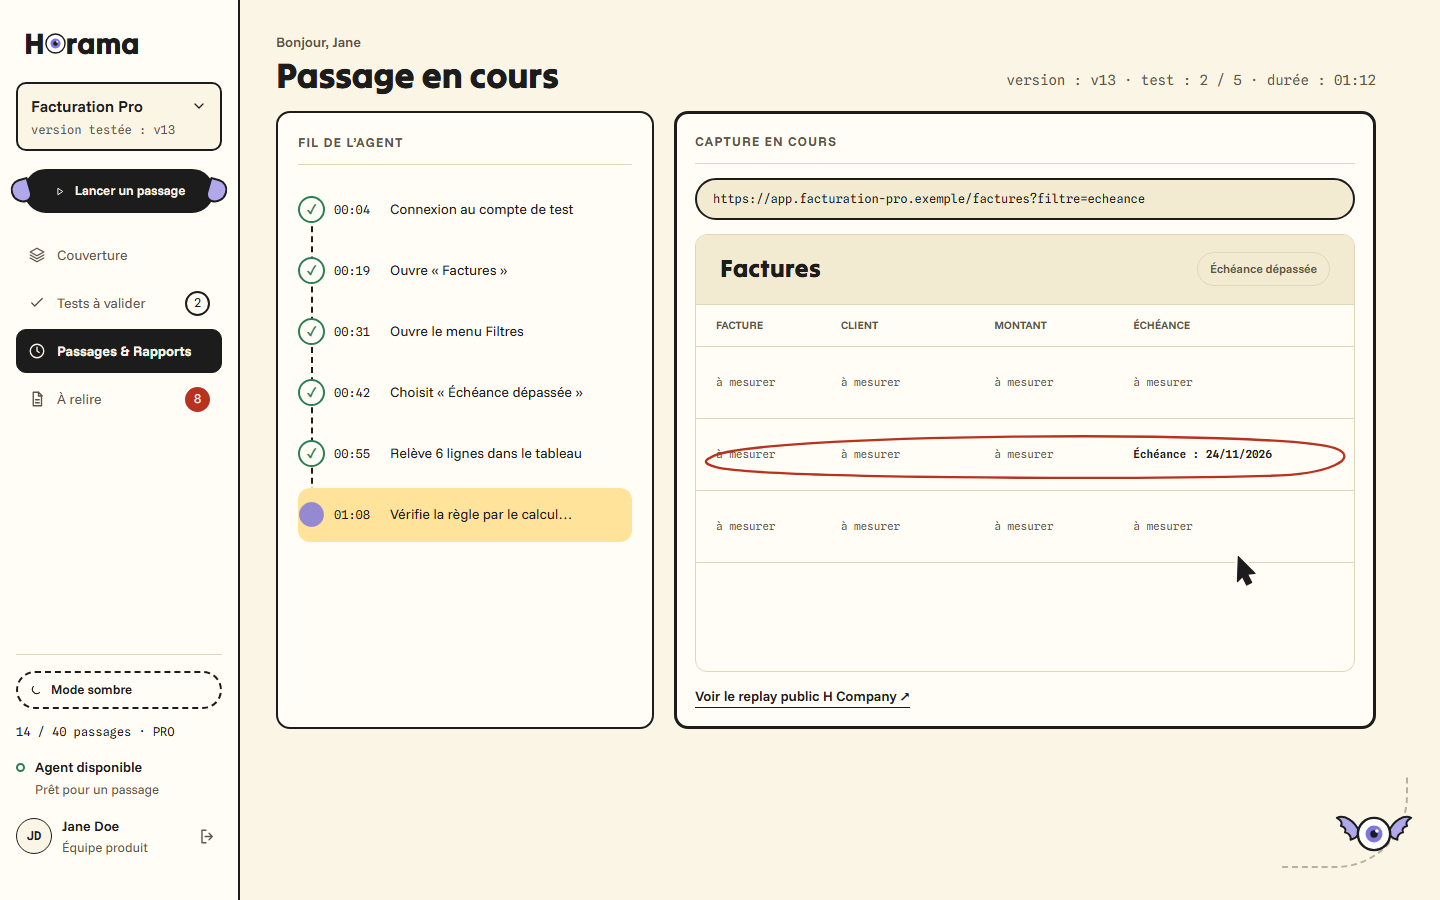 Horama
Facturation Pro
version testée : v13
Lancer un passage
Couverture
Tests à valider 2
Passages & Rapports
À relire 8
Mode sombre
14 / 40 passages · PRO
Agent disponible
Prêt pour un passage
JD
Jane Doe
Équipe produit
Bonjour, Jane
Passage en cours
version : v13 · test : 2 / 5 · durée : 01:12
FIL DE L’AGENT
00:04 Connexion au compte de test
00:19 Ouvre « Factures »
00:31 Ouvre le menu Filtres
00:42 Choisit « Échéance dépassée »
00:55 Relève 6 lignes dans le tableau
01:08 Vérifie la règle par le calcul…
CAPTURE EN COURS
https://app.facturation-pro.exemple/factures?filtre=echeance
Factures
Échéance dépassée
FACTURE CLIENT MONTANT ÉCHÉANCE
à mesurer à mesurer à mesurer à mesurer
à mesurer à mesurer à mesurer Échéance : 24/11/2026
à mesurer à mesurer à mesurer à mesurer
Voir le replay public H Company ↗